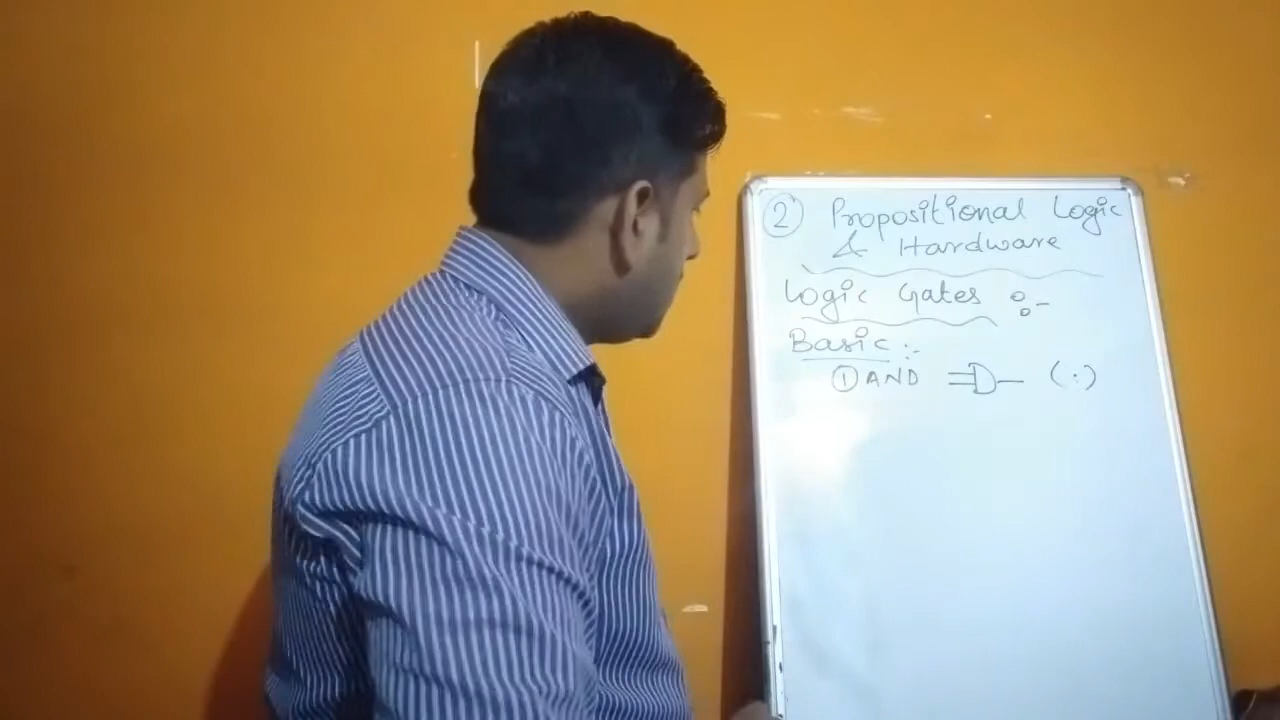 ② Propositional Logic
& Hardware
Logic Gates :-
Basic :-
① AND (.)